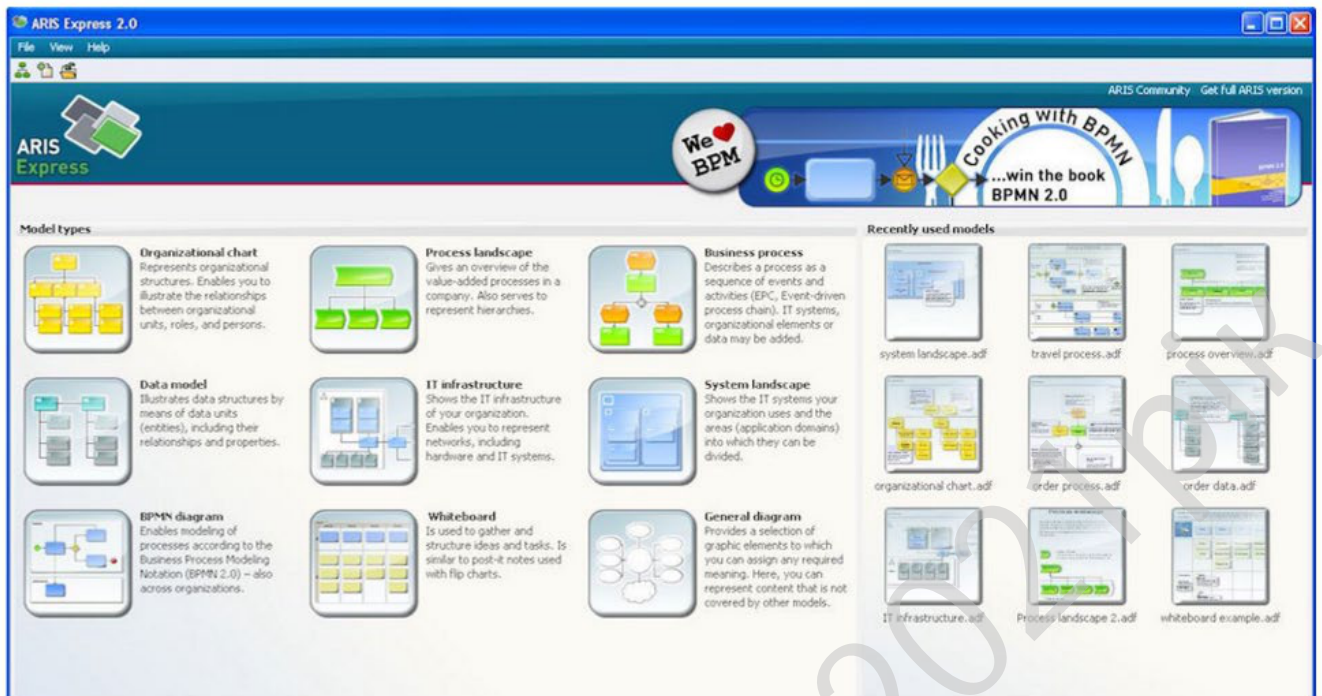 ARIS Express 2.0
File View Help
ARIS Community Get full ARIS version
ARIS
Express
We
BPM
Cooking with BPMN
...win the book
BPMN 2.0
Model types
Organizational chart
Represents organizational
structures. Enables you to
illustrate the relationships
between organizational
units, roles, and persons.
Process landscape
Gives an overview of the
value-added processes in a
company. Also serves to
represent hierarchies.
Business process
Describes a process as a
sequence of events and
activities (EPC, Event-driven
process chain). IT systems,
organizational elements or
data may be added.
Data model
Illustrates data structures by
means of data units
(entities), including their
relationships and properties.
IT infrastructure
Shows the IT infrastructure
of your organization.
Enables you to represent
networks, including
hardware and IT systems.
System landscape
Shows the IT systems your
organization uses and the
areas (application domains)
into which they can be
divided.
BPMN diagram
Enables modeling of
processes according to the
Business Process Modeling
Notation (BPMN 2.0) – also
across organizations.
Whiteboard
Is used to gather and
structure ideas and tasks. Is
similar to post-it notes used
with flip charts.
General diagram
Provides a selection of
graphic elements to which
you can assign any required
meaning. Here, you can
represent content that is not
covered by other models.
Recently used models
system landscape.adf
travel process.adf
process overview.adf
organizational chart.adf
order process.adf
order data.adf
IT infrastructure.adf
Process landscape 2.adf
whiteboard example.adf
2021pik